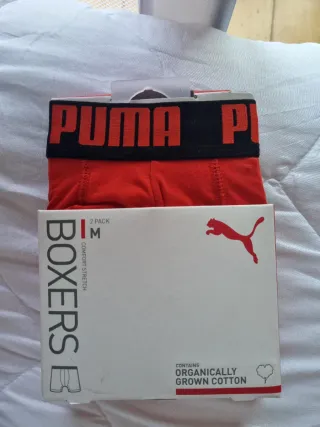 PUMA PU
2 PACK
M
BOXERS
COMFORT STRETCH
CONTAINS
ORGANICALLY
GROWN COTTON